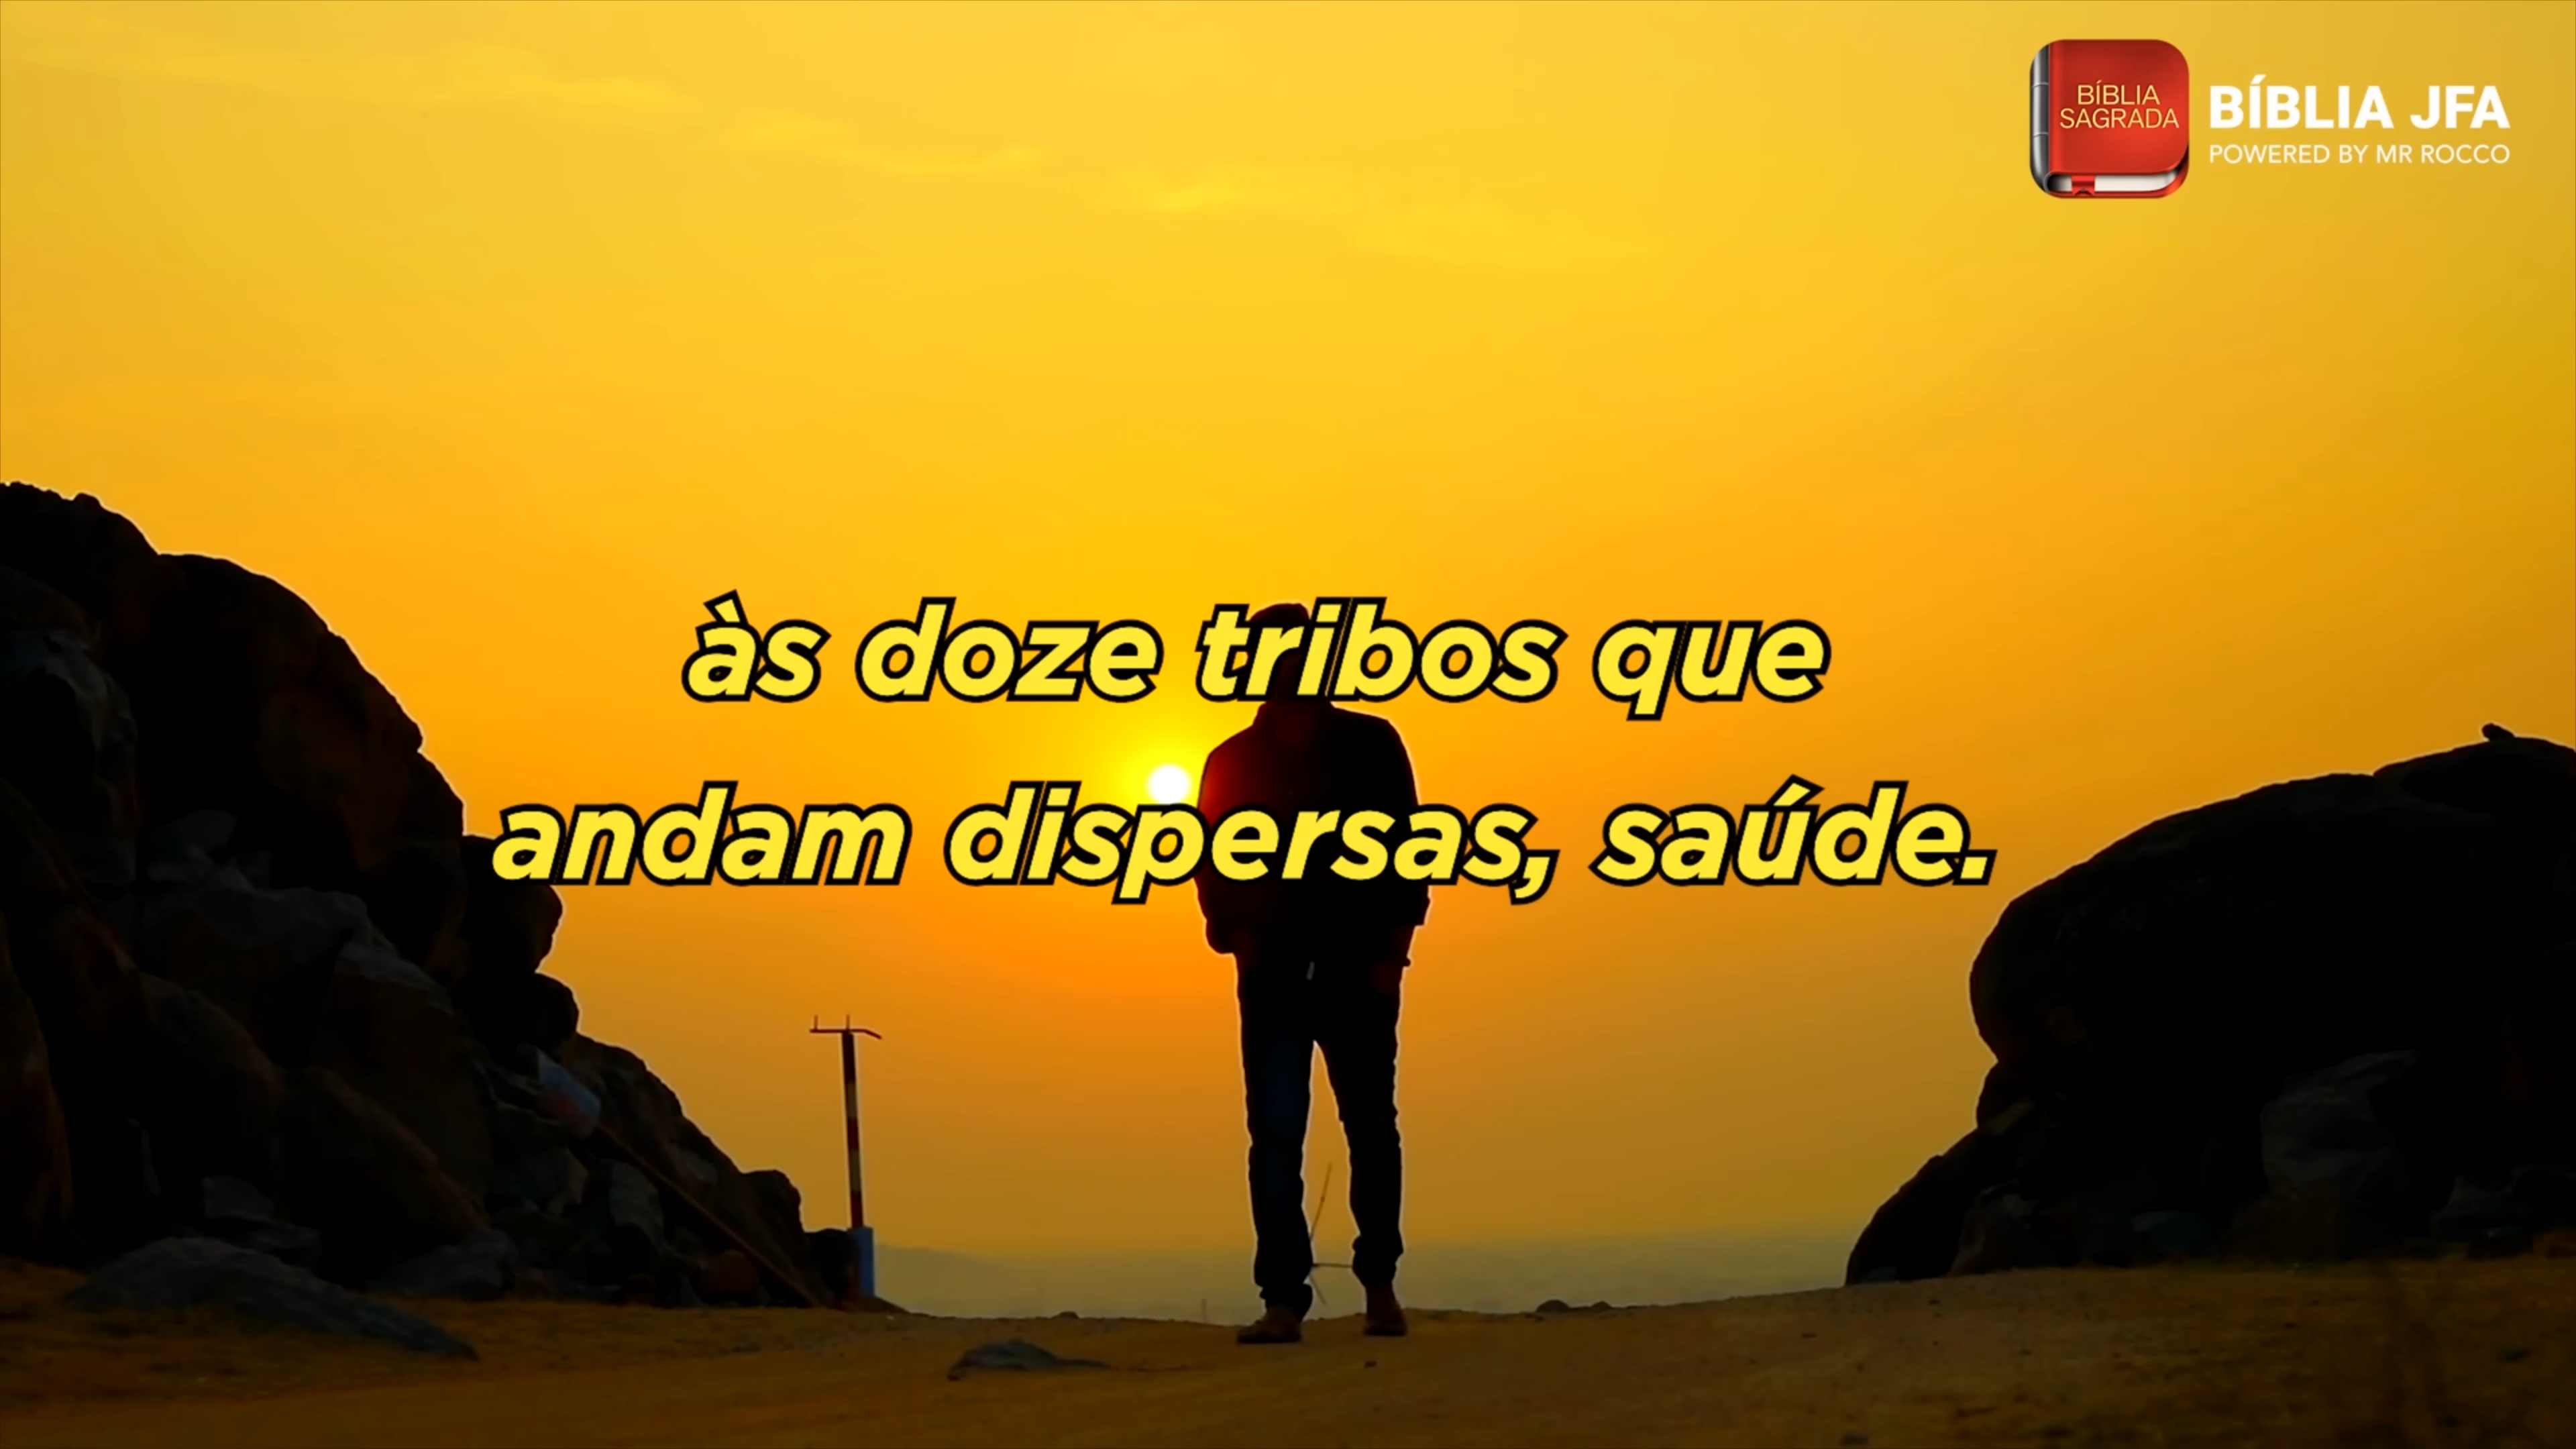 BÍBLIA
SAGRADA
BÍBLIA JFA
POWERED BY MR ROCCO
às doze tribos que
andam dispersas, saúde.